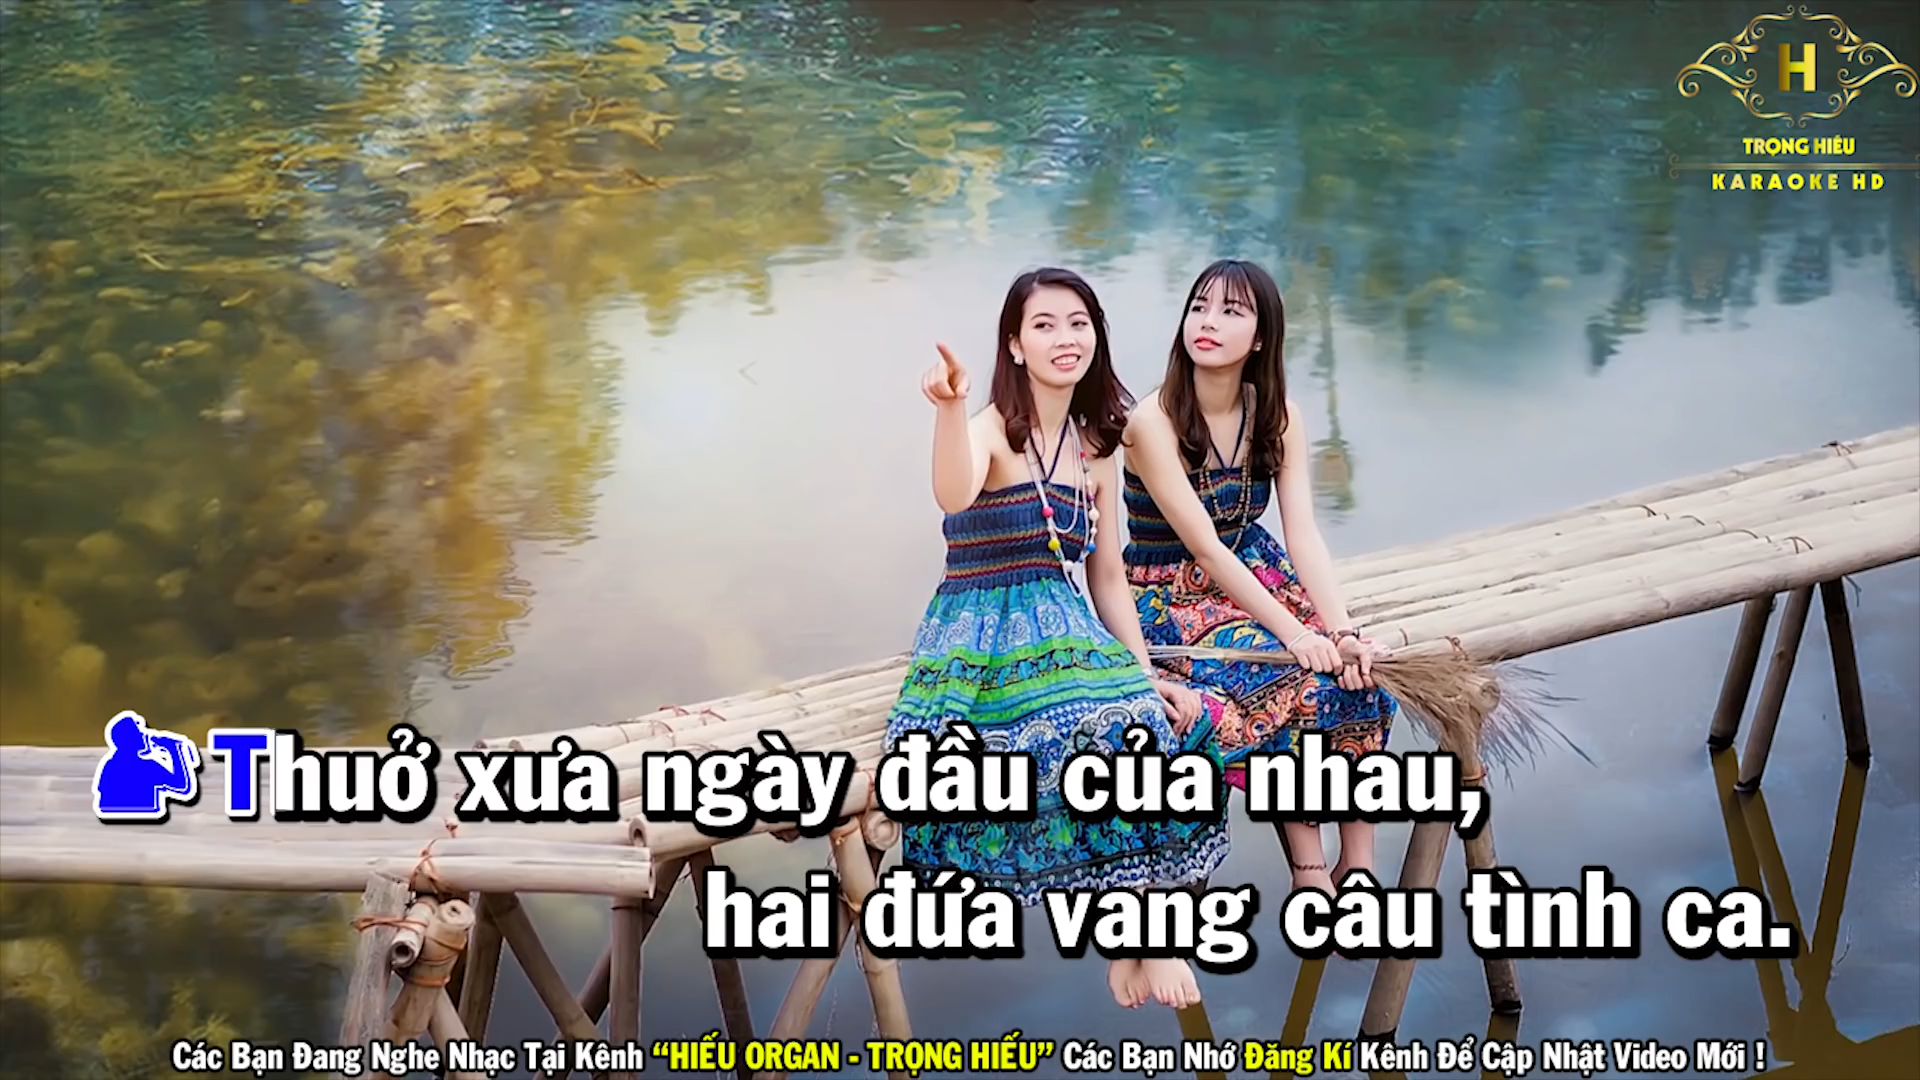 H
TRỌNG HIẾU
KARAOKE HD
Thuở xưa ngày đầu của nhau,
hai đứa vang câu tình ca.
Các Bạn Đang Nghe Nhạc Tại Kênh “HIẾU ORGAN - TRỌNG HIẾU” Các Bạn Nhớ Đăng Kí Kênh Để Cập Nhật Video Mới !